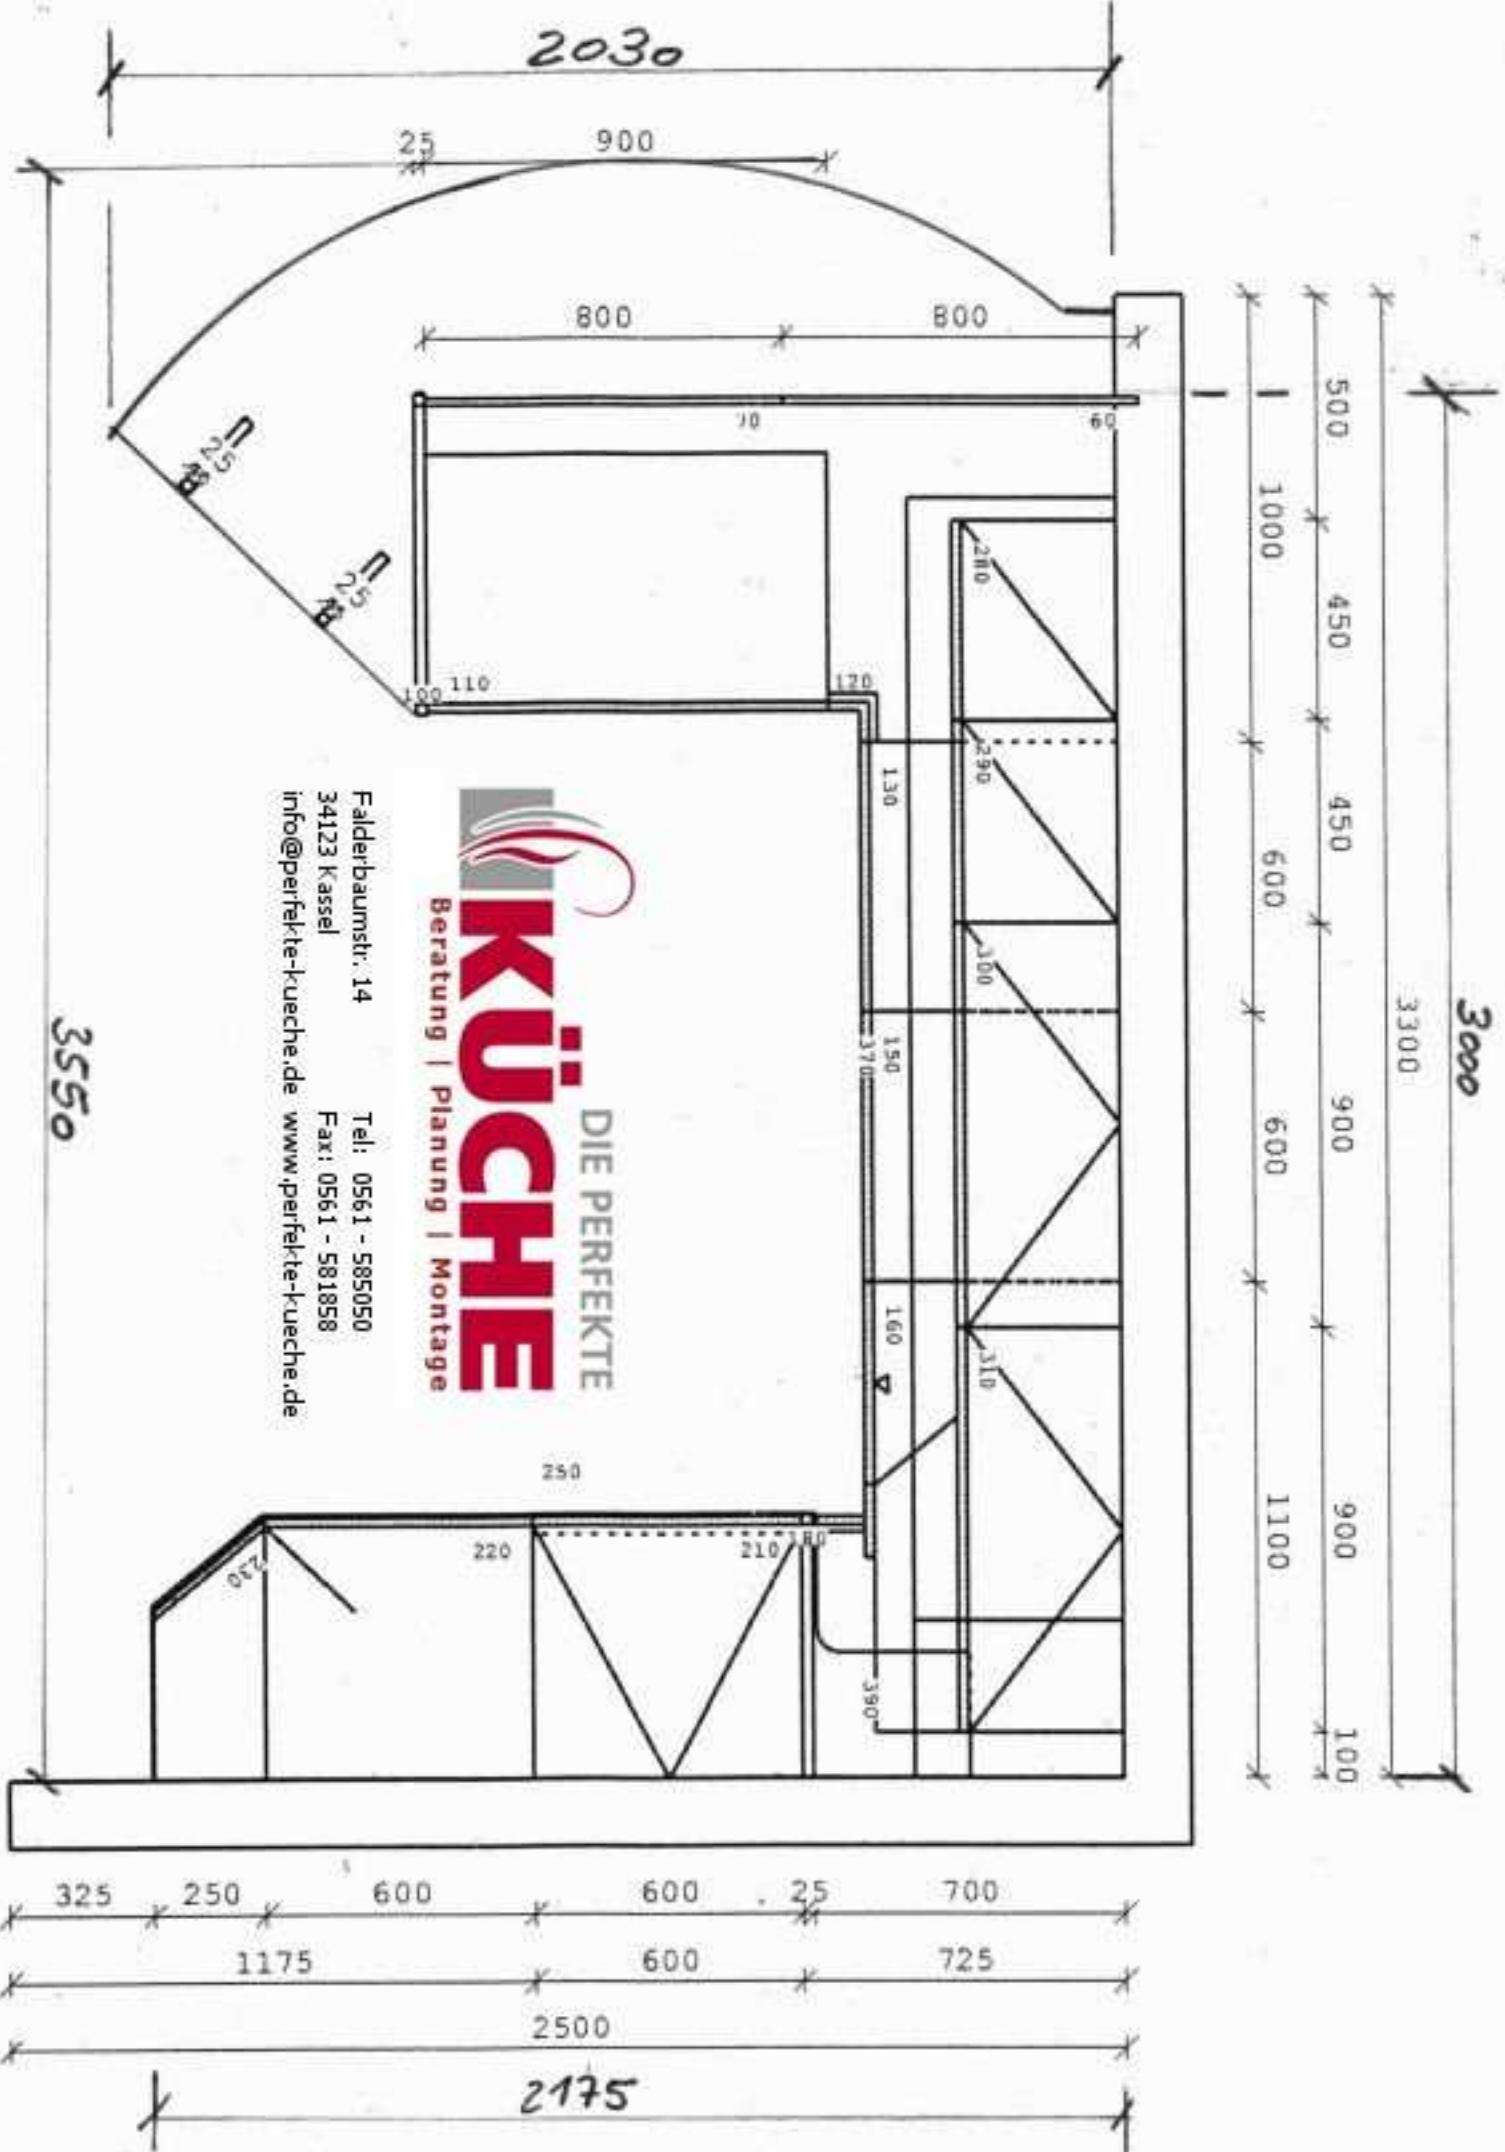 2030
25 900
800 800
70 60
25
25
100 110 120
280
290
300
310
130
150
370
160
390
180
250
220 210
230
500 450 450 900 900 100
1000 600 600 1100
3300
3000
3550
DIE PERFEKTE
KÜCHE
Beratung | Planung | Montage
Falderbaumstr. 14 Tel: 0561 - 585050
34123 Kassel Fax: 0561 - 581858
info@perfekte-kueche.de www.perfekte-kueche.de
325 250 600 600 25 700
1175 600 725
2500
2175